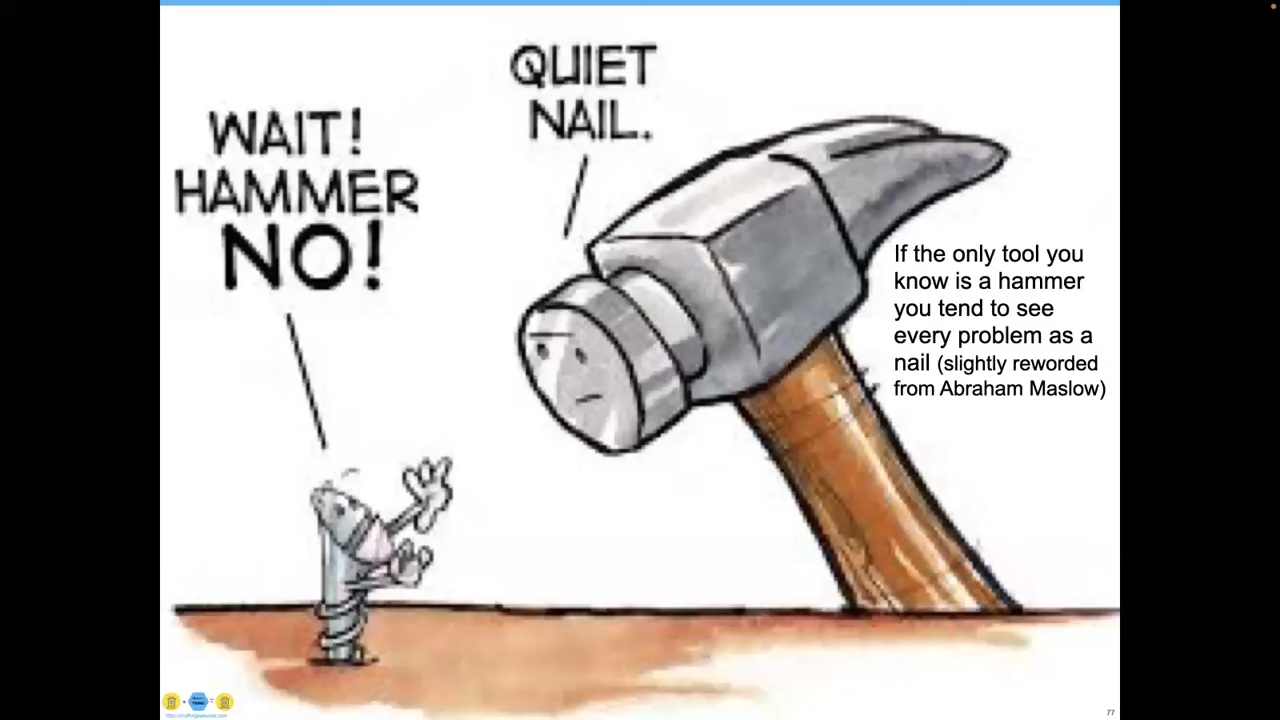 WAIT!
HAMMER
NO!
QUIET
NAIL.
If the only tool you
know is a hammer
you tend to see
every problem as a
nail (slightly reworded
from Abraham Maslow)
77